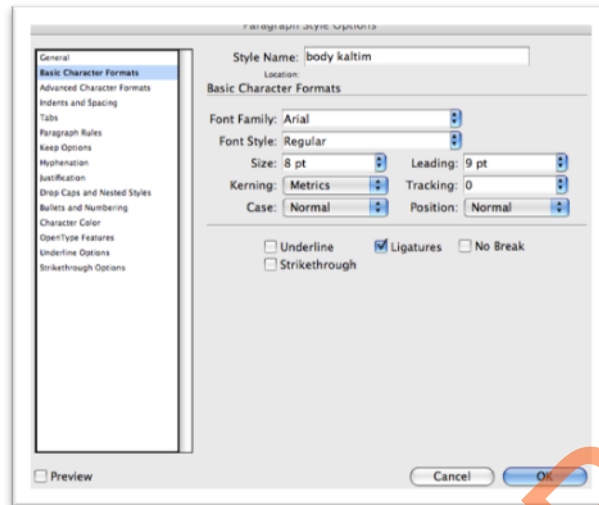 Paragraph Style Options
General
Basic Character Formats
Advanced Character Formats
Indents and Spacing
Tabs
Paragraph Rules
Keep Options
Hyphenation
Justification
Drop Caps and Nested Styles
Bullets and Numbering
Character Color
OpenType Features
Underline Options
Strikethrough Options
Style Name: body kaltim
Location:
Basic Character Formats
Font Family: Arial
Font Style: Regular
Size: 8 pt Leading: 9 pt
Kerning: Metrics Tracking: 0
Case: Normal Position: Normal
Underline Ligatures No Break
Strikethrough
Preview Cancel OK